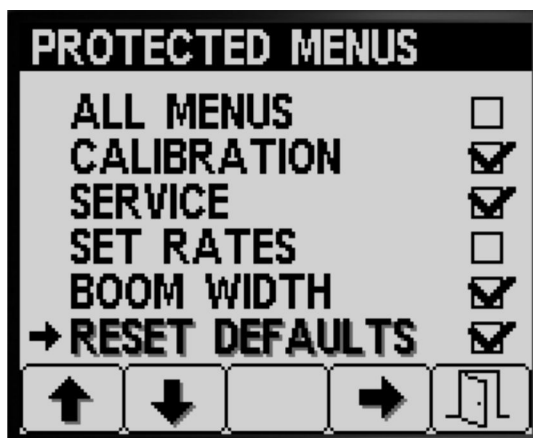 PROTECTED MENUS
ALL MENUS
CALIBRATION
SERVICE
SET RATES
BOOM WIDTH
RESET DEFAULTS